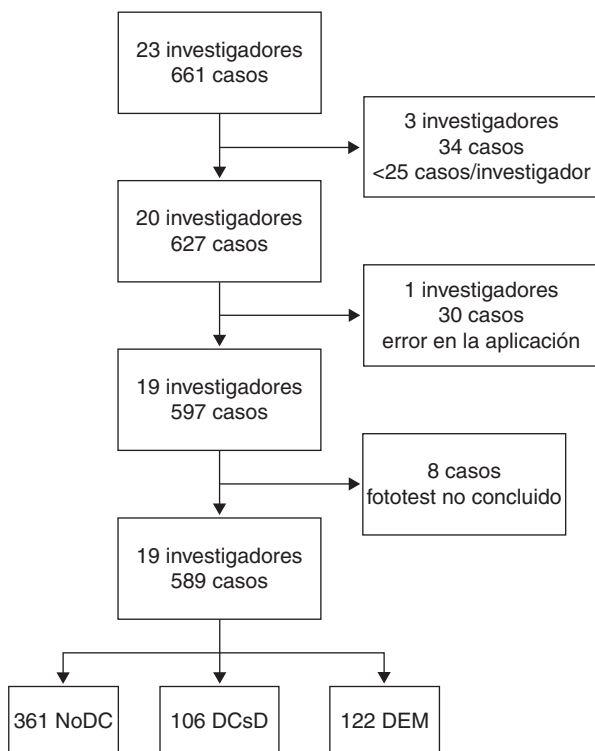 23 investigadores
661 casos
3 investigadores
34 casos
<25 casos/investigador
20 investigadores
627 casos
1 investigadores
30 casos
error en la aplicación
19 investigadores
597 casos
8 casos
fototest no concluido
19 investigadores
589 casos
361 NoDC
106 DCsD
122 DEM